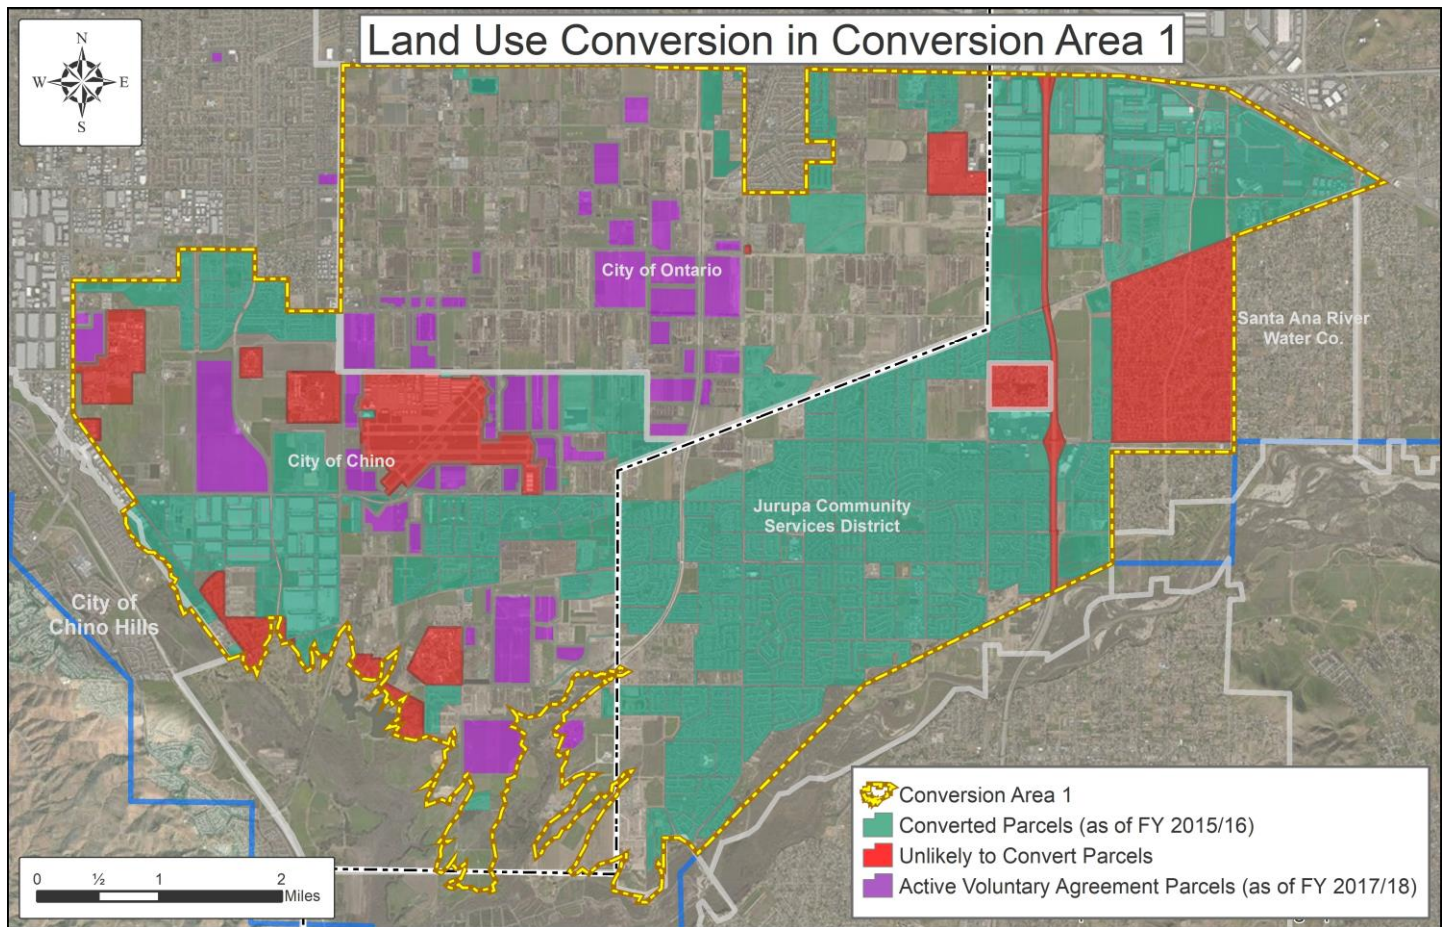 Land Use Conversion in Conversion Area 1
N
W
E
S
City of Ontario
Santa Ana River
Water Co.
City of Chino
Jurupa Community
Services District
City of
Chino Hills
Conversion Area 1
Converted Parcels (as of FY 2015/16)
Unlikely to Convert Parcels
Active Voluntary Agreement Parcels (as of FY 2017/18)
0 ½ 1 2
Miles